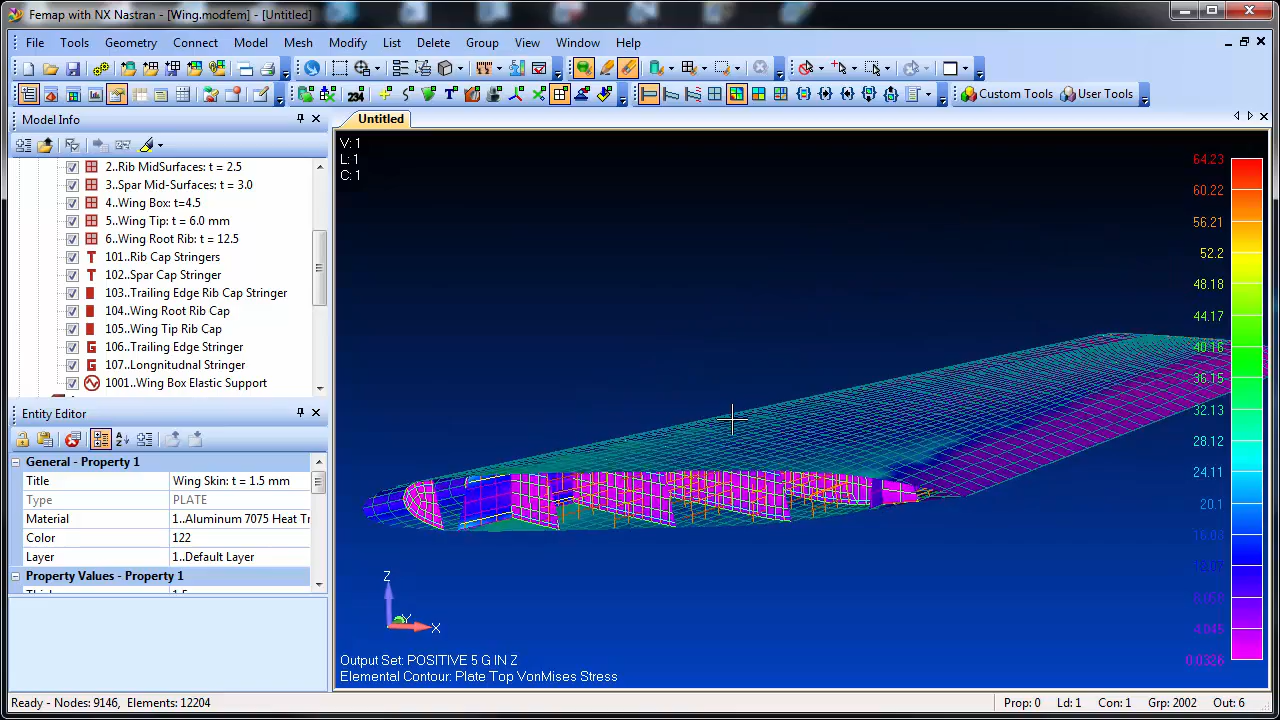 Femap with NX Nastran - [Wing.modfem] - [Untitled]
File Tools Geometry Connect Model Mesh Modify List Delete Group View Window Help
234
Custom Tools User Tools
Model Info
Untitled
2..Rib MidSurfaces: t = 2.5
3..Spar Mid-Surfaces: t = 3.0
4..Wing Box: t=4.5
5..Wing Tip: t = 6.0 mm
6..Wing Root Rib: t = 12.5
101..Rib Cap Stringers
102..Spar Cap Stringer
103..Trailing Edge Rib Cap Stringer
104..Wing Root Rib Cap
105..Wing Tip Rib Cap
106..Trailing Edge Stringer
107..Longitudnal Stringer
1001..Wing Box Elastic Support
Entity Editor
General - Property 1
Title Wing Skin: t = 1.5 mm
Type PLATE
Material 1..Aluminum 7075 Heat Tr
Color 122
Layer 1..Default Layer
Property Values - Property 1
V: 1
L: 1
C: 1
64.23
60.22
56.21
52.2
48.18
44.17
40.16
36.15
32.13
28.12
24.11
20.1
16.08
12.07
8.058
4.045
0.0326
Z
Y
X
Output Set: POSITIVE 5 G IN Z
Elemental Contour: Plate Top VonMises Stress
Ready - Nodes: 9146, Elements: 12204
Prop: 0 Ld: 1 Con: 1 Grp: 2002 Out: 6